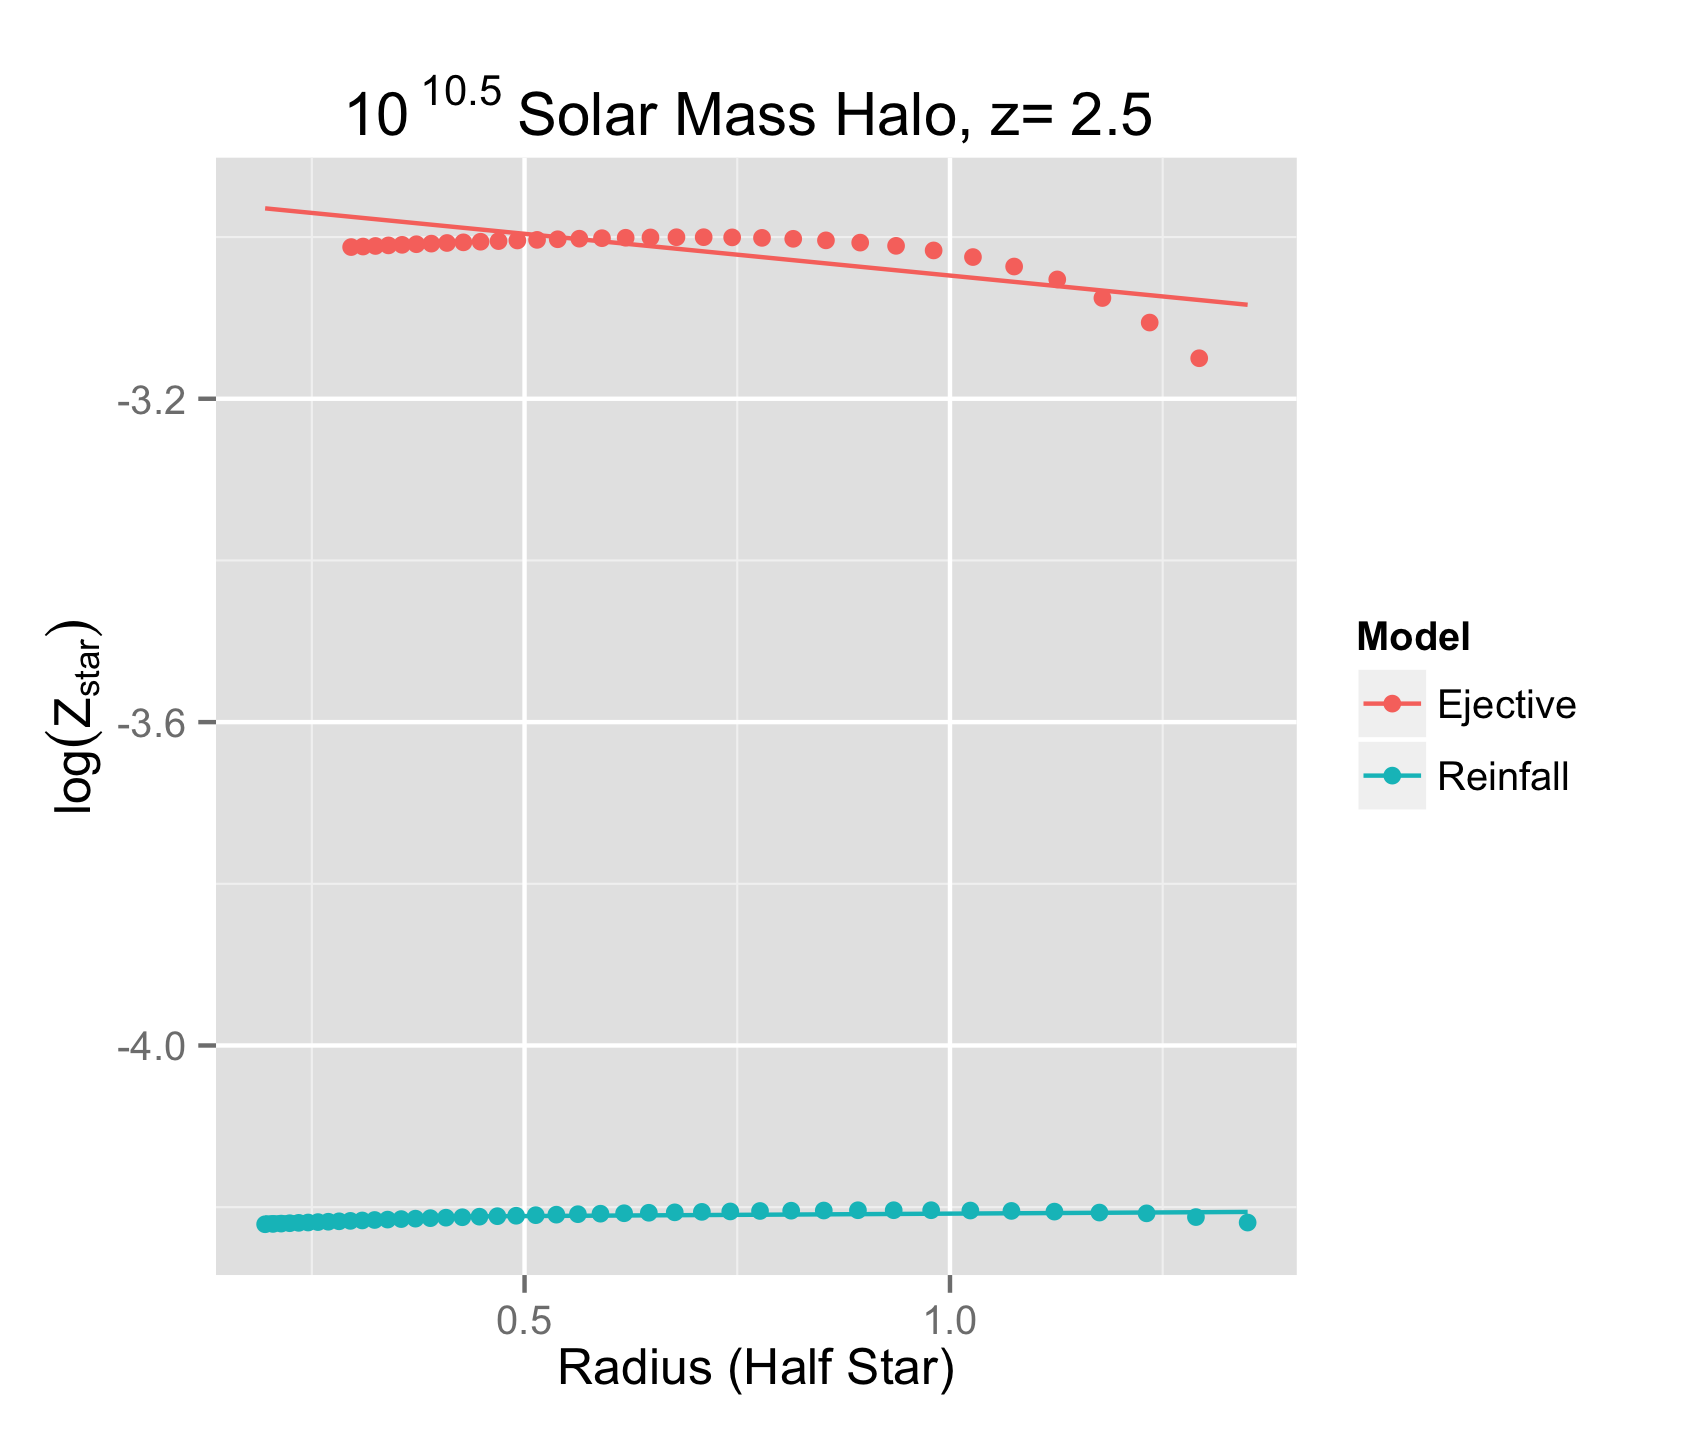 10^10.5 Solar Mass Halo, z= 2.5
-3.2
-3.6
-4.0
log(Z_star)
0.5 1.0
Radius (Half Star)
Model
Ejective
Reinfall